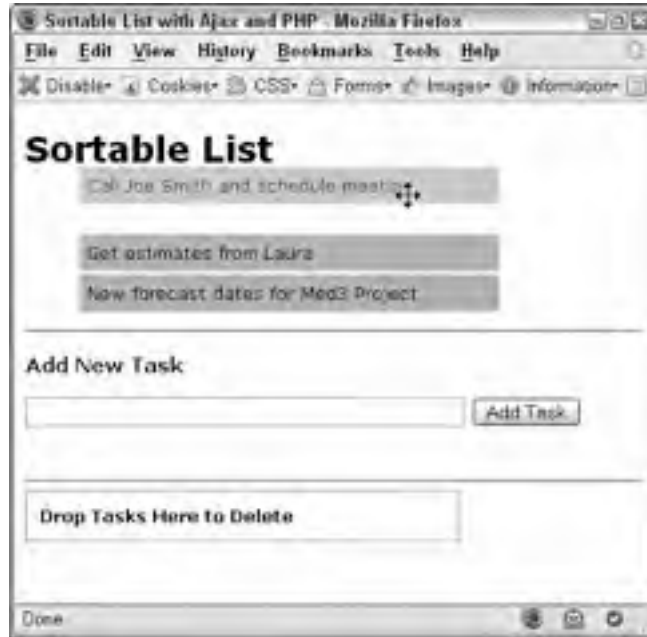 Sortable List with Ajax and PHP - Mozilla Firefox
File Edit View History Bookmarks Tools Help
Disable Cookies CSS Forms Images Information
Sortable List
Call Joe Smith and schedule meeting
Get estimates from Laura
New forecast dates for Med3 Project
Add New Task
Add Task
Drop Tasks Here to Delete
Done